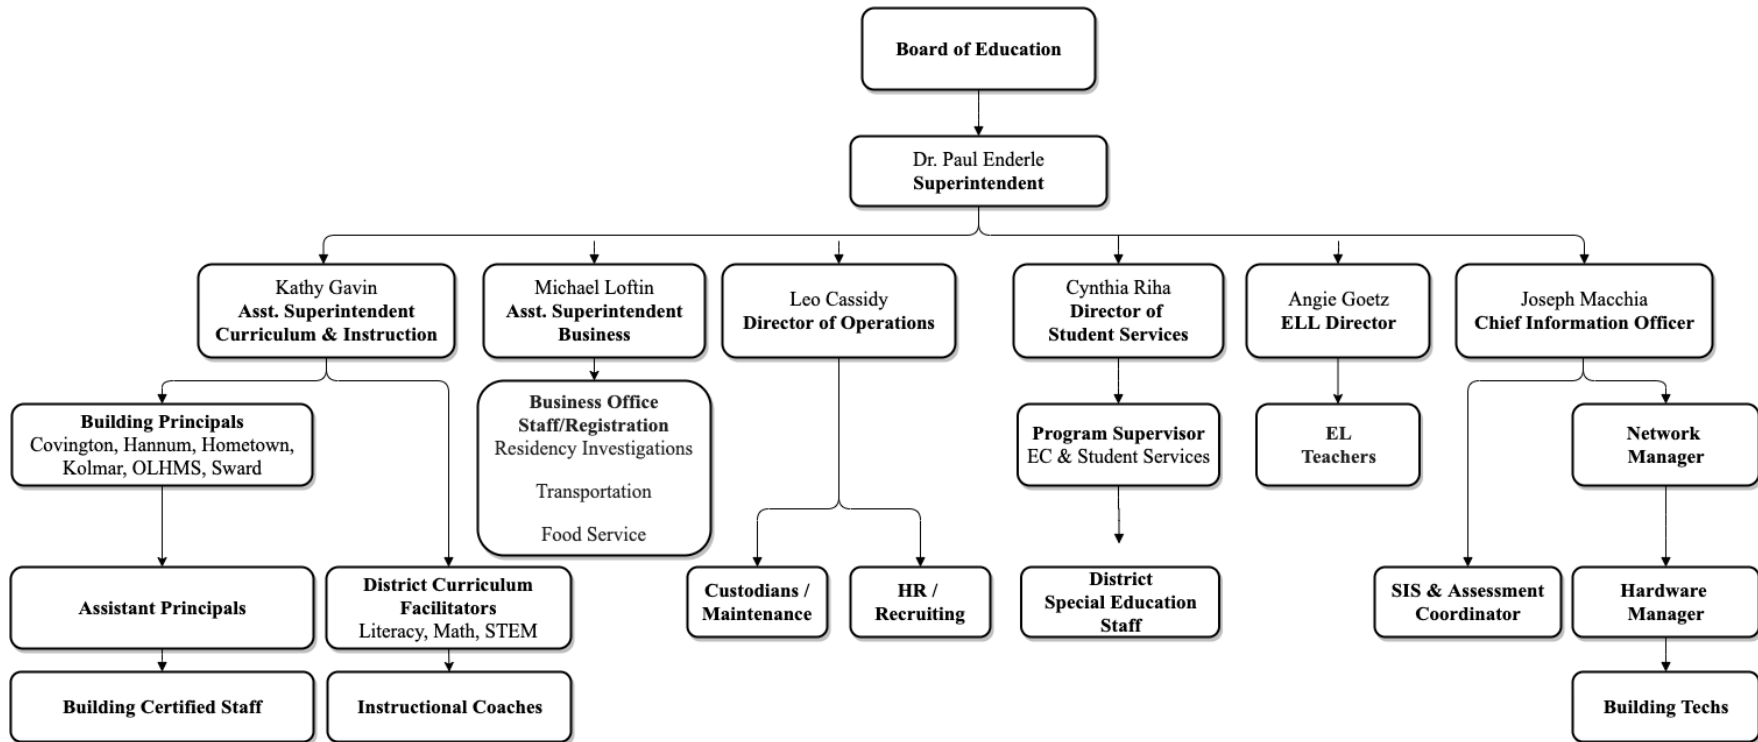 Board of Education
Dr. Paul Enderle
Superintendent
Kathy Gavin
Asst. Superintendent
Curriculum & Instruction
Michael Loftin
Asst. Superintendent
Business
Leo Cassidy
Director of Operations
Cynthia Riha
Director of
Student Services
Angie Goetz
ELL Director
Joseph Macchia
Chief Information Officer
Building Principals
Covington, Hannum, Hometown,
Kolmar, OLHMS, Sward
Business Office
Staff/Registration
Residency Investigations
Transportation
Food Service
Program Supervisor
EC & Student Services
EL
Teachers
Network
Manager
Assistant Principals
District Curriculum
Facilitators
Literacy, Math, STEM
Custodians /
Maintenance
HR /
Recruiting
District
Special Education
Staff
SIS & Assessment
Coordinator
Hardware
Manager
Building Certified Staff
Instructional Coaches
Building Techs